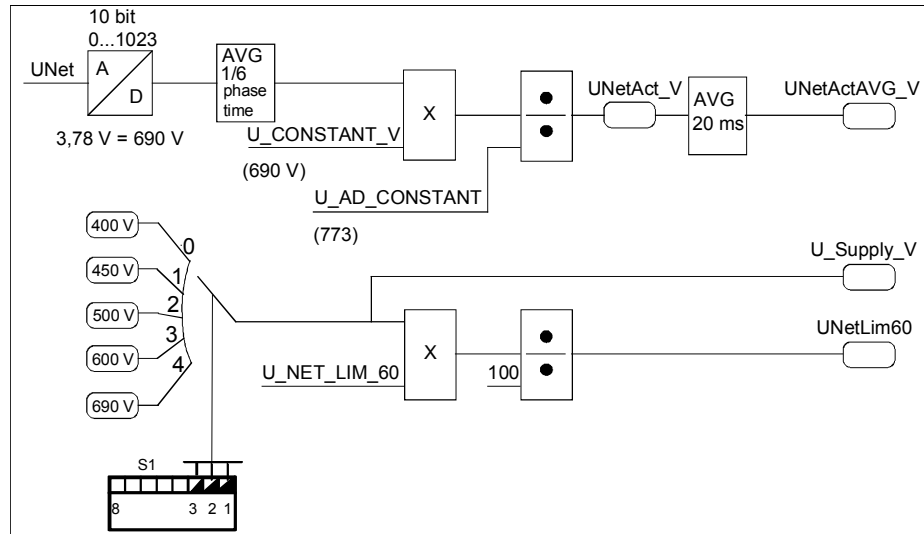 10 bit
0...1023
UNet
A
D
3,78 V = 690 V
AVG
1/6
phase
time
U_CONSTANT_V
(690 V)
X
U_AD_CONSTANT
(773)
UNetAct_V
AVG
20 ms
UNetActAVG_V
400 V
0
450 V
1
500 V
2
600 V
3
690 V
4
U_Supply_V
U_NET_LIM_60
X
100
UNetLim60
S1
8 3 2 1